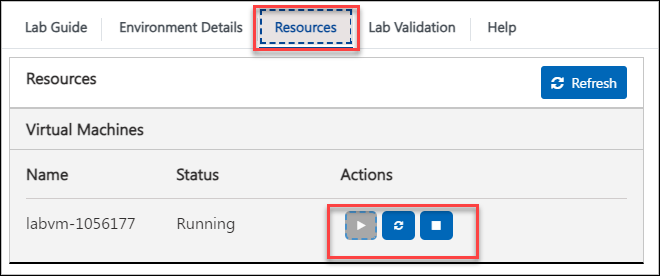 Lab Guide Environment Details Resources Lab Validation Help
Resources Refresh
Virtual Machines
Name Status Actions
labvm-1056177 Running